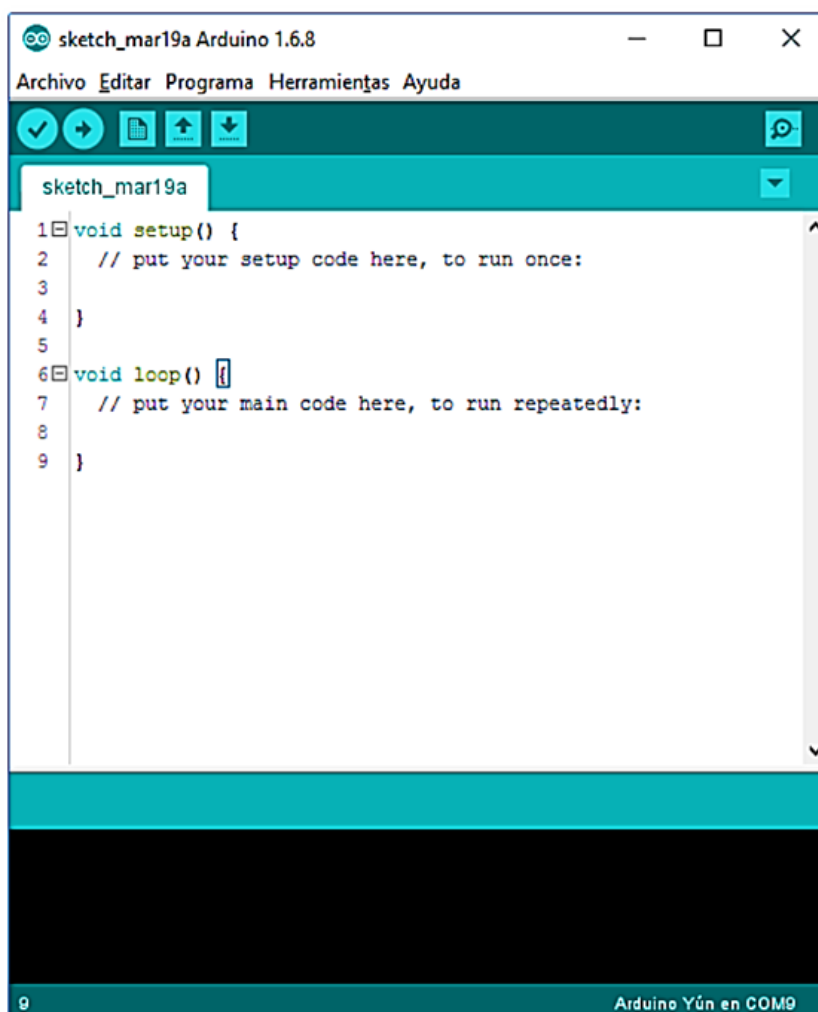 sketch_mar19a Arduino 1.6.8
Archivo Editar Programa Herramientas Ayuda
sketch_mar19a
1 void setup() {
2 // put your setup code here, to run once:
3
4 }
5
6 void loop() {
7 // put your main code here, to run repeatedly:
8
9 }
9 Arduino Yún en COM9